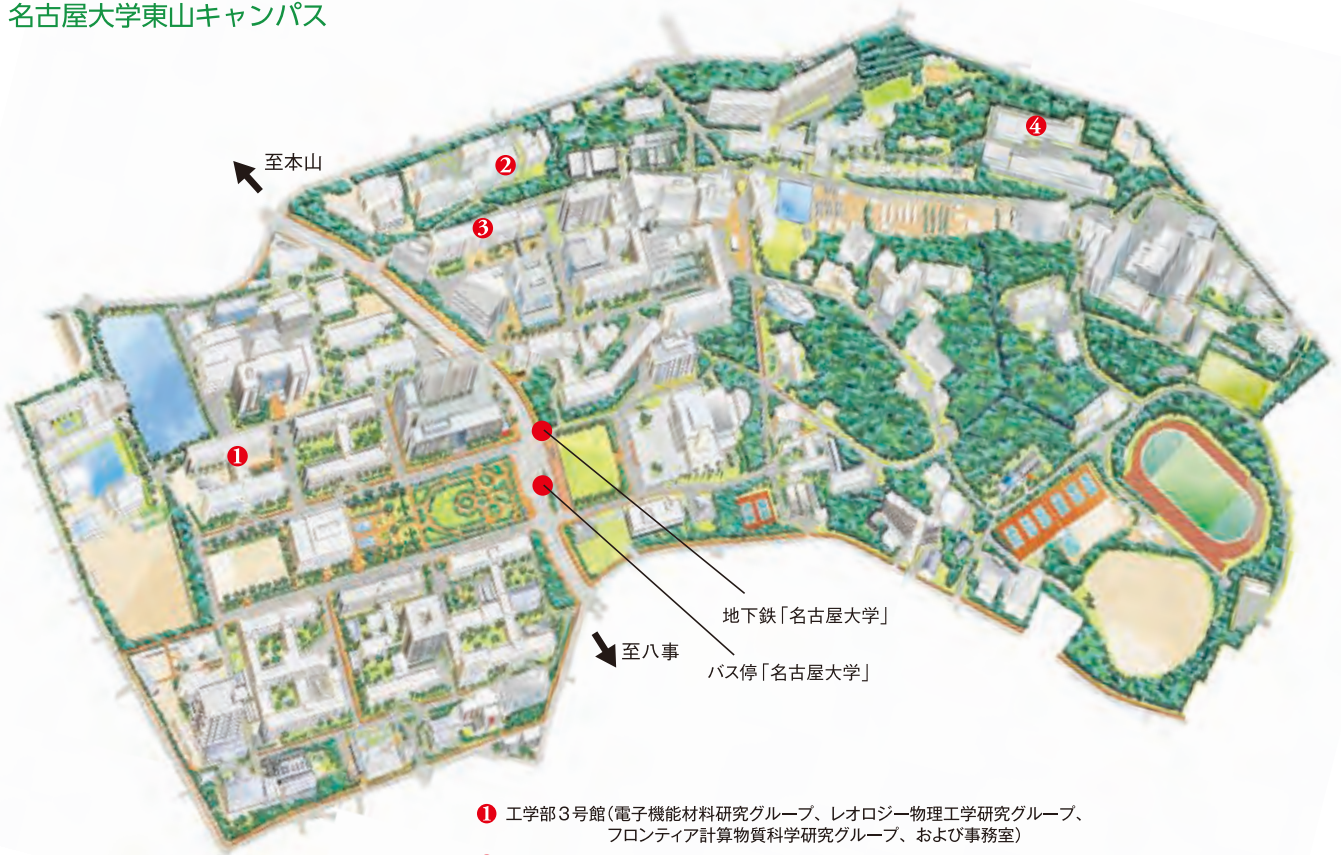 名古屋大学東山キャンパス
至本山
❷
❹
❸
❶
地下鉄「名古屋大学」
至八事
バス停「名古屋大学」
❶ 工学部3号館(電子機能材料研究グループ、レオロジー物理工学研究グループ、
フロンティア計算物質科学研究グループ、および事務室)